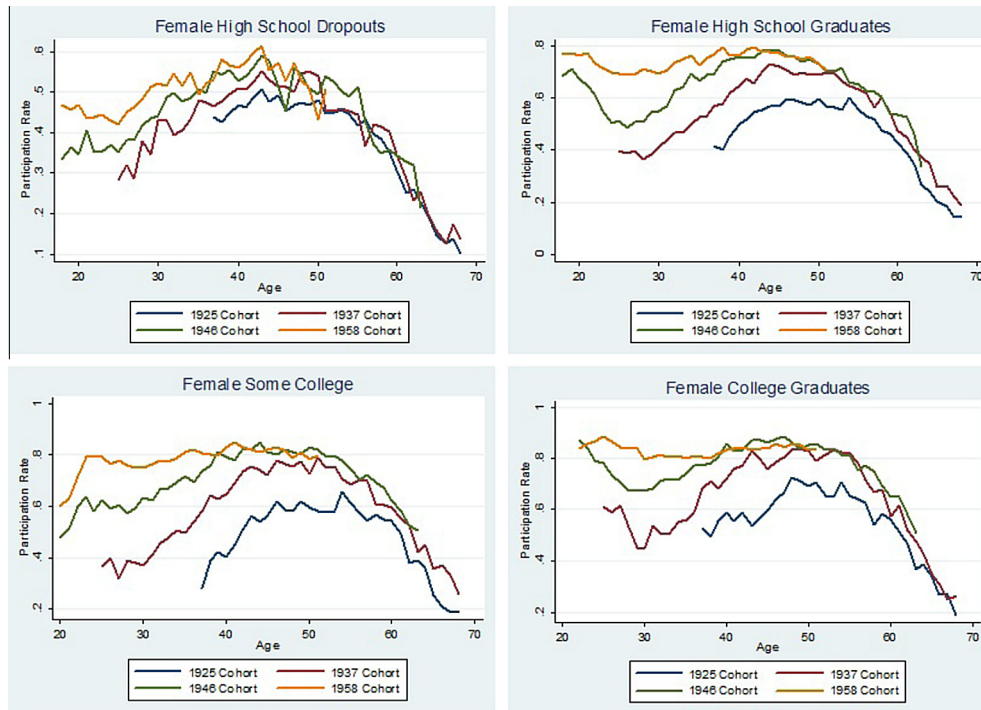 Female High School Dropouts
Participation Rate
.1 .2 .3 .4 .5 .6
20 30 40 50 60 70
Age
1925 Cohort 1937 Cohort
1946 Cohort 1958 Cohort
Female High School Graduates
Participation Rate
0 .2 .4 .6 .8
20 30 40 50 60 70
Age
1925 Cohort 1937 Cohort
1946 Cohort 1958 Cohort
Female Some College
Participation Rate
.2 .4 .6 .8 1
20 30 40 50 60 70
Age
1925 Cohort 1937 Cohort
1946 Cohort 1958 Cohort
Female College Graduates
Participation Rate
.2 .4 .6 .8 1
20 30 40 50 60 70
Age
1925 Cohort 1937 Cohort
1946 Cohort 1958 Cohort